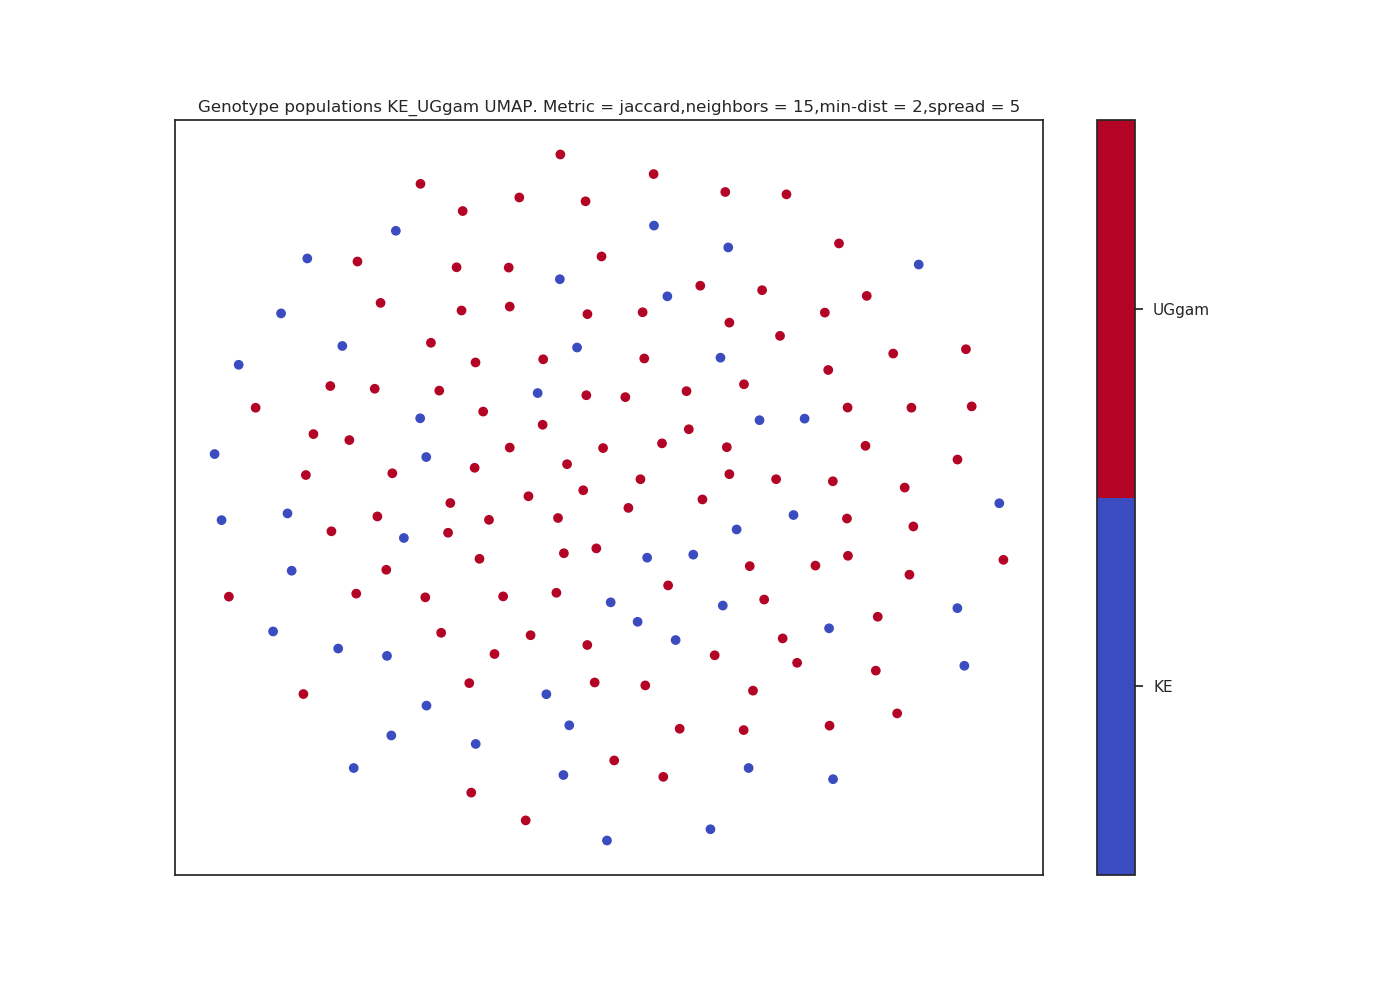 Genotype populations KE_UGgam UMAP. Metric = jaccard,neighbors = 15,min-dist = 2,spread = 5
UGgam
KE